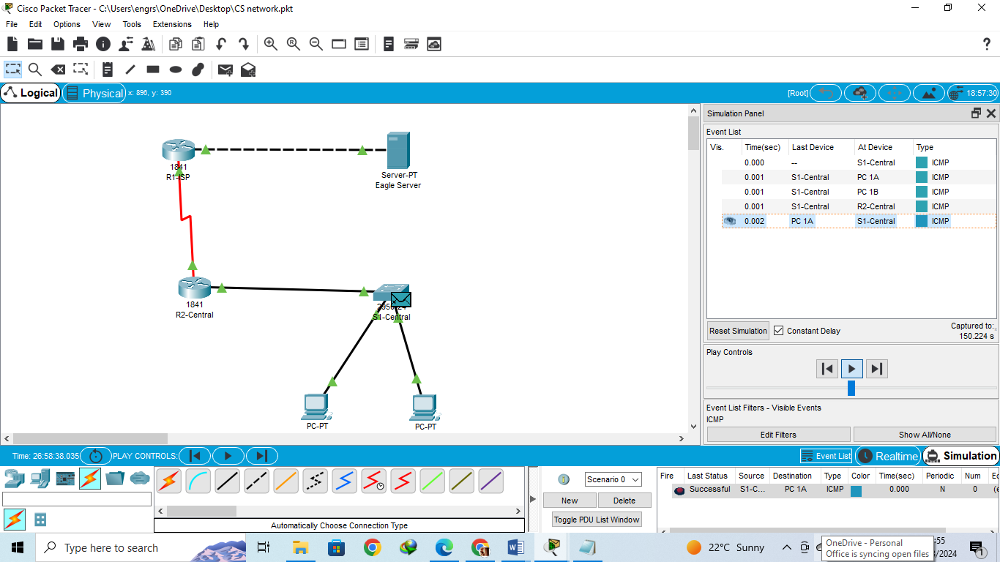 Cisco Packet Tracer - C:\Users\engrs\OneDrive\Desktop\CS network.pkt
File Edit Options View Tools Extensions Help
Logical Physical x: 896, y: 390 [Root] 18:57:30
1841
R1-ISP
Server-PT
Eagle Server
1841
R2-Central
S1-Central
PC-PT
PC-PT
Simulation Panel
Event List
Vis. Time(sec) Last Device At Device Type
0.000 -- S1-Central ICMP
0.001 S1-Central PC 1A ICMP
0.001 S1-Central PC 1B ICMP
0.001 S1-Central R2-Central ICMP
0.002 PC 1A S1-Central ICMP
Reset Simulation Constant Delay Captured to:
150.224 s
Play Controls
Event List Filters - Visible Events
ICMP
Edit Filters Show All/None
Time: 26:58:38.035 PLAY CONTROLS: Event List Realtime Simulation
Automatically Choose Connection Type
Scenario 0
New Delete
Toggle PDU List Window
Fire Last Status Source Destination Type Color Time(sec) Periodic Num
Successful S1-C... PC 1A ICMP 0.000 N 0 (e
Type here to search
22°C Sunny
OneDrive - Personal
Office is syncing open files
:55
/2024
1